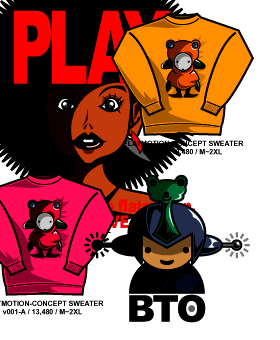 PLAY
MOTION-CONCEPT SWEATER
480 / M~2XL
MOTION-CONCEPT SWEATER
v001-A / 13,480 / M~2XL
BTO